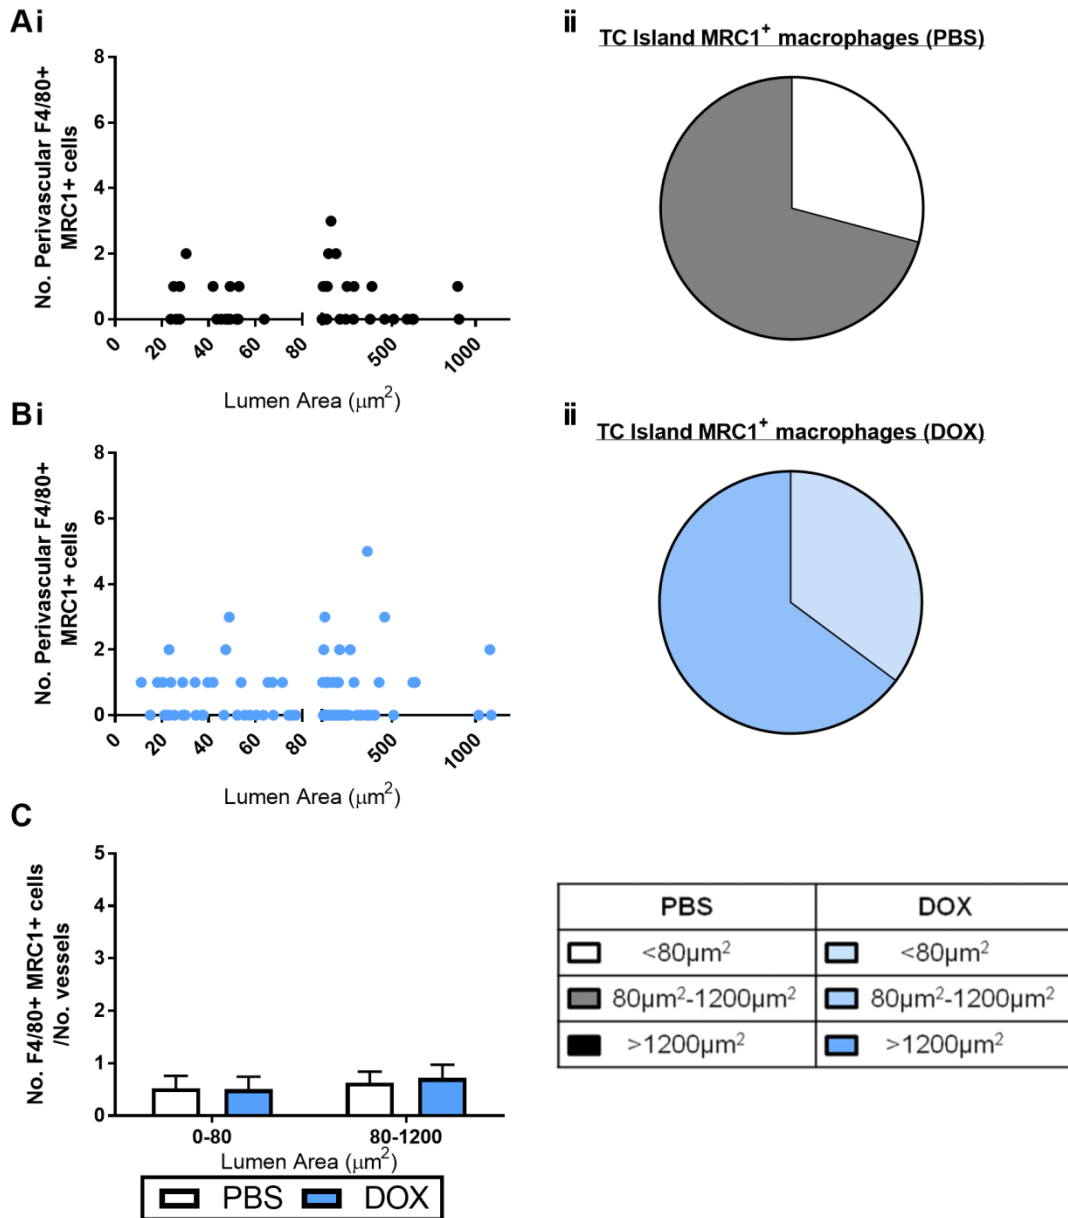 Ai
No. Perivascular F4/80+
MRC1+ cells
8
6
4
2
0
0 20 40 60 80 500 1000
Lumen Area (μm²)
ii
TC Island MRC1⁺ macrophages (PBS)
Bi
No. Perivascular F4/80+
MRC1+ cells
8
6
4
2
0
0 20 40 60 80 500 1000
Lumen Area (μm²)
ii
TC Island MRC1⁺ macrophages (DOX)
C
No. F4/80+ MRC1+ cells
/No. vessels
5
4
3
2
1
0
0-80 80-1200
Lumen Area (μm²)
PBS DOX
PBS DOX
<80μm² <80μm²
80μm²-1200μm² 80μm²-1200μm²
>1200μm² >1200μm²